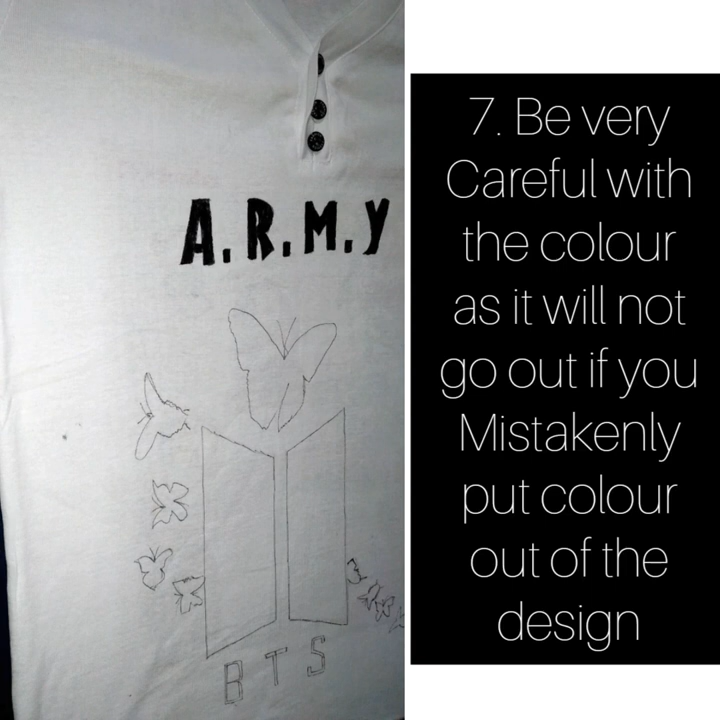 A.R.M.Y
BTS
7. Be very
Careful with
the colour
as it will not
go out if you
Mistakenly
put colour
out of the
design